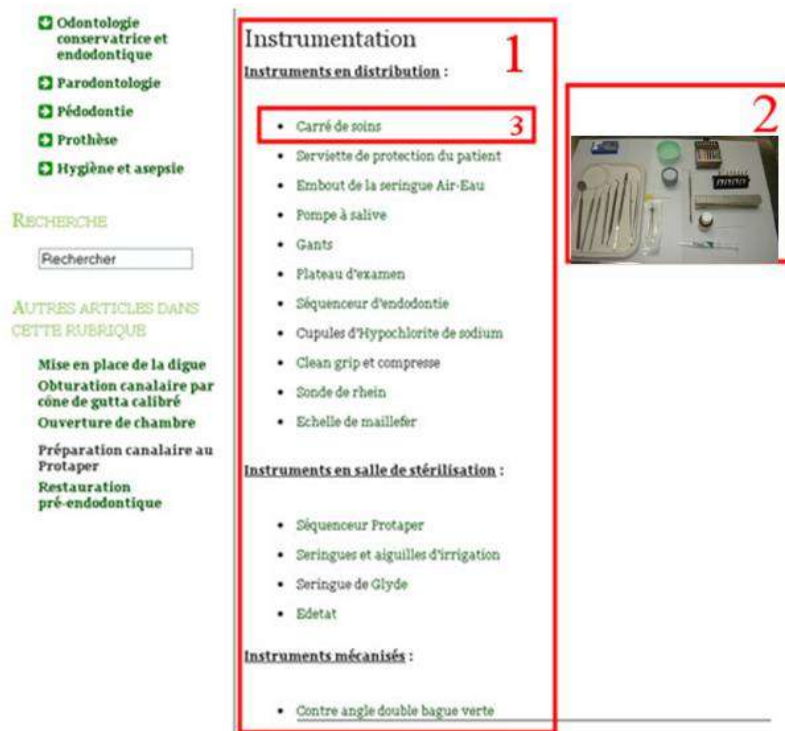 Odontologie
conservatrice et
endodontique
Parodontologie
Pédodontie
Prothèse
Hygiène et asepsie
RECHERCHE
Rechercher
AUTRES ARTICLES DANS
CETTE RUBRIQUE
Mise en place de la digue
Obturation canalaire par
cône de gutta calibré
Ouverture de chambre
Préparation canalaire au
Protaper
Restauration
pré-endodontique
Instrumentation
1
Instruments en distribution :
Carré de soins
3
Serviette de protection du patient
Embout de la seringue Air-Eau
Pompe à salive
Gants
Plateau d'examen
Séquenceur d'endodontie
Cupules d'Hypochlorite de sodium
Clean grip et compresse
Sonde de rhein
Echelle de maillefer
Instruments en salle de stérilisation :
Séquenceur Protaper
Seringues et aiguilles d'irrigation
Seringue de Glyde
Edetat
Instruments mécanisés :
Contre angle double bague verte
2